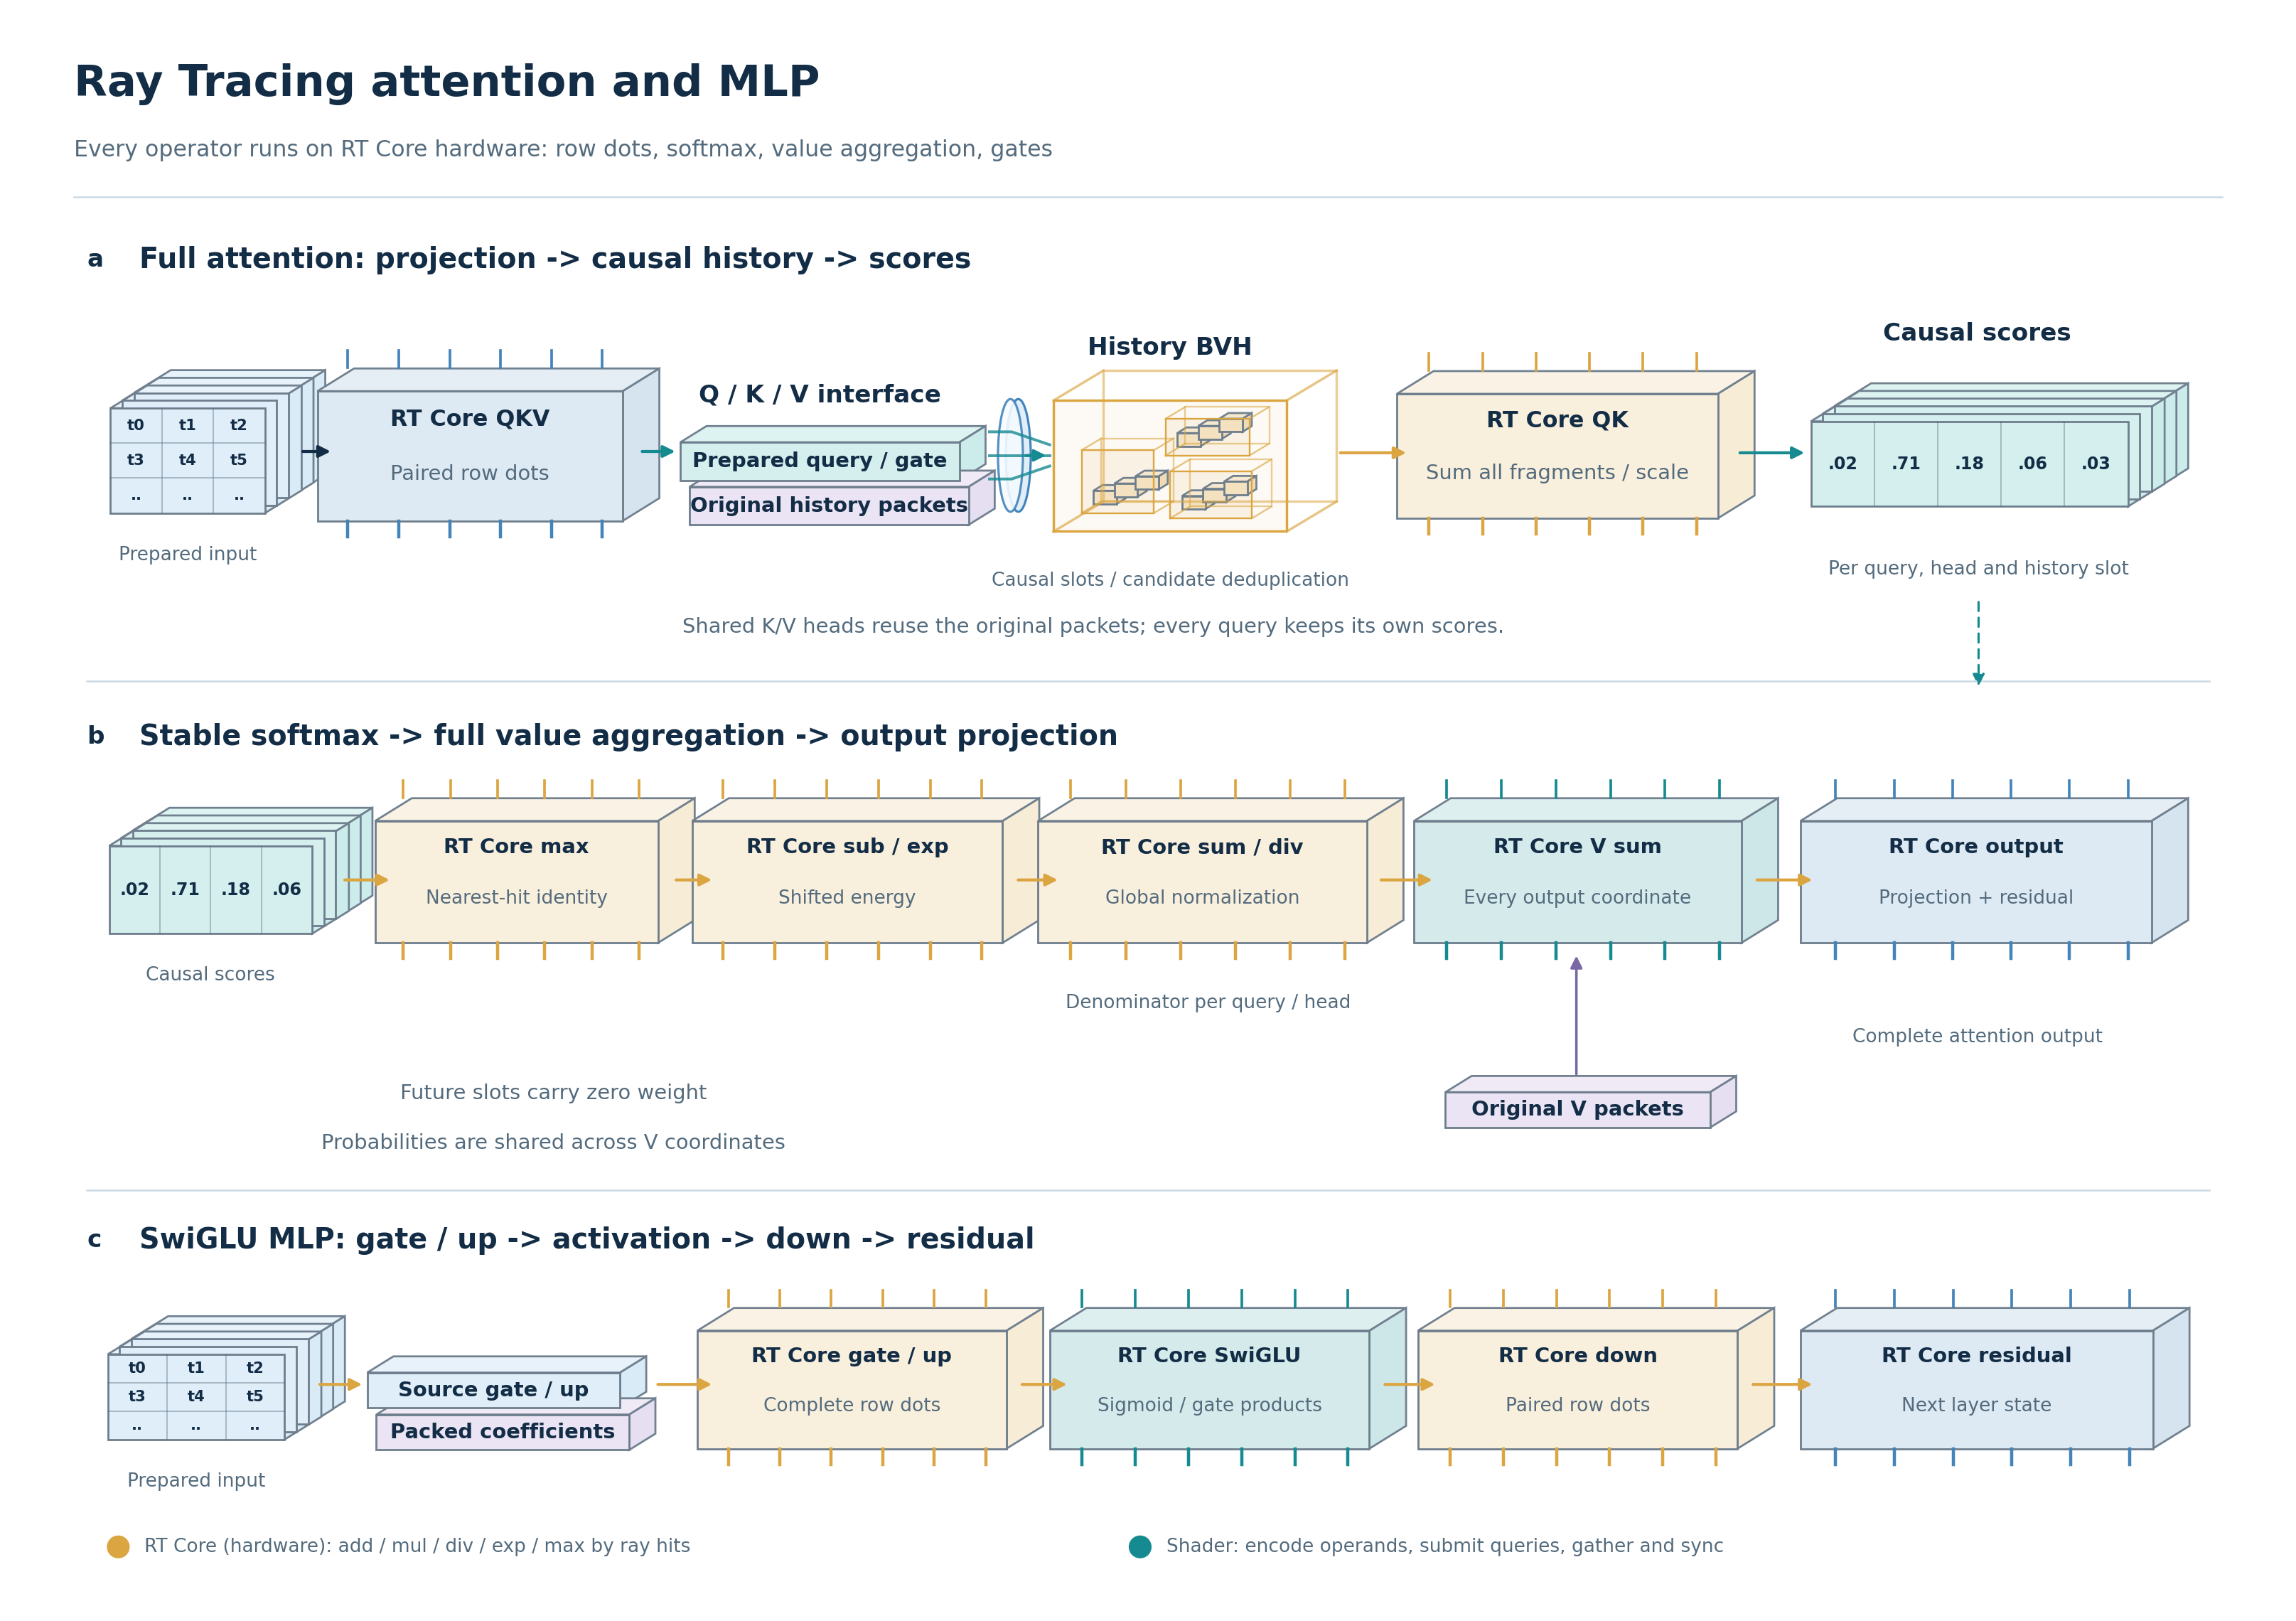 Ray Tracing attention and MLP
Every operator runs on RT Core hardware: row dots, softmax, value aggregation, gates
a Full attention: projection -> causal history -> scores
t0 t1 t2
t3 t4 t5
.. .. ..
Prepared input
RT Core QKV
Paired row dots
Q / K / V interface
Prepared query / gate
Original history packets
History BVH
Causal slots / candidate deduplication
RT Core QK
Sum all fragments / scale
Causal scores
.02 .71 .18 .06 .03
Per query, head and history slot
Shared K/V heads reuse the original packets; every query keeps its own scores.
b Stable softmax -> full value aggregation -> output projection
.02 .71 .18 .06
Causal scores
RT Core max
Nearest-hit identity
RT Core sub / exp
Shifted energy
RT Core sum / div
Global normalization
Denominator per query / head
RT Core V sum
Every output coordinate
Original V packets
RT Core output
Projection + residual
Complete attention output
Future slots carry zero weight
Probabilities are shared across V coordinates
c SwiGLU MLP: gate / up -> activation -> down -> residual
t0 t1 t2
t3 t4 t5
.. .. ..
Prepared input
Source gate / up
Packed coefficients
RT Core gate / up
Complete row dots
RT Core SwiGLU
Sigmoid / gate products
RT Core down
Paired row dots
RT Core residual
Next layer state
RT Core (hardware): add / mul / div / exp / max by ray hits
Shader: encode operands, submit queries, gather and sync